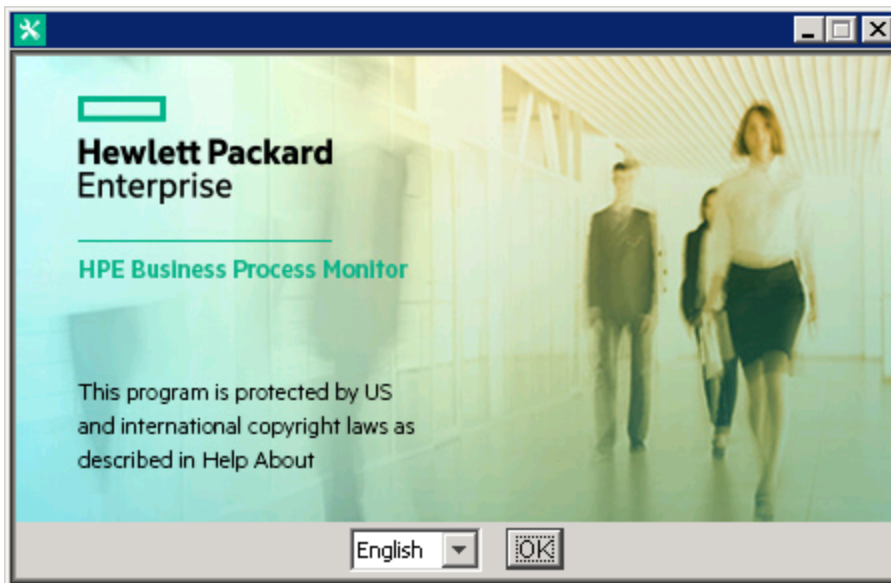 Hewlett Packard
Enterprise
HPE Business Process Monitor
This program is protected by US
and international copyright laws as
described in Help About
English
OK